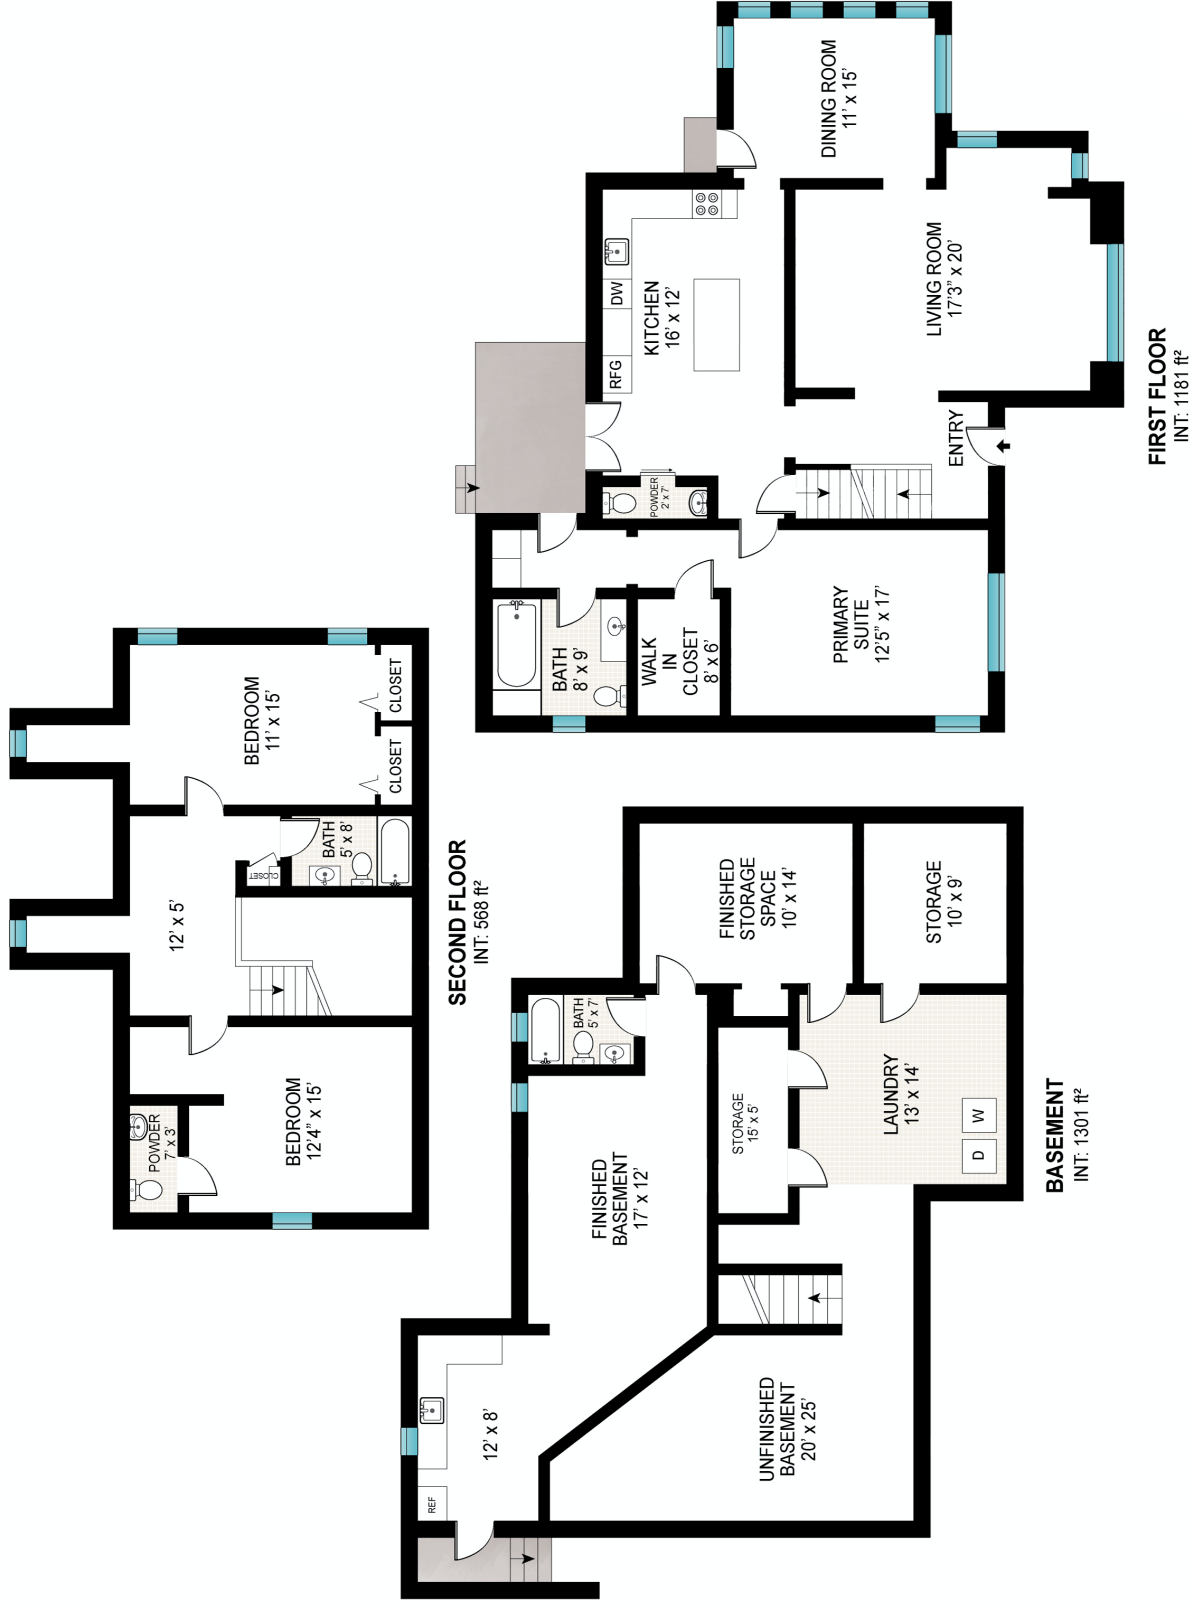 DINING ROOM
11' x 15'
LIVING ROOM
17'3" x 20'
KITCHEN
16' x 12'
DW
RFG
ENTRY
POWDER
2' x 7'
PRIMARY
SUITE
12'5" x 17'
WALK
IN
CLOSET
8' x 6'
BATH
8' x 9'
FIRST FLOOR
INT: 1181 ft²
BEDROOM
11' x 15'
CLOSET
CLOSET
BATH
5' x 8'
CLOSET
12' x 5'
BEDROOM
12'4" x 15'
POWDER
7' x 3'
SECOND FLOOR
INT: 568 ft²
FINISHED
STORAGE
SPACE
10' x 14'
STORAGE
10' x 9'
BATH
5' x 7'
LAUNDRY
13' x 14'
W
D
STORAGE
15' x 5'
FINISHED
BASEMENT
17' x 12'
12' x 8'
REF
UNFINISHED
BASEMENT
20' x 25'
BASEMENT
INT: 1301 ft²